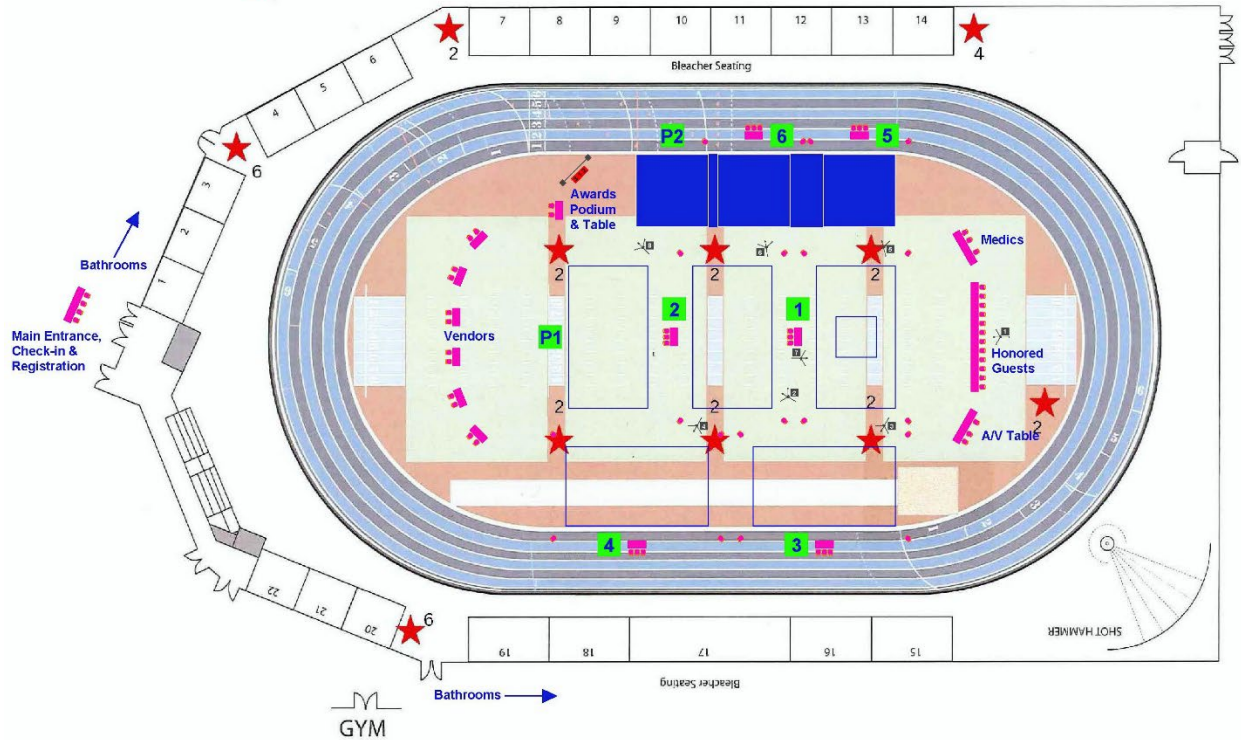 7 8 9 10 11 12 13 14
2
4
Bleacher Seating
6
5
4
6
3
2
1
Bathrooms
Main Entrance,
Check-in &
Registration
P2
6
5
Awards
Podium
& Table
Medics
2
2
2
2
1
P1
Vendors
Honored
Guests
2
2
2
2
A/V Table
4
3
22
21
20
6
19 18 17 16 15
Bleacher Seating
SHOT HAMMER
Bathrooms
GYM